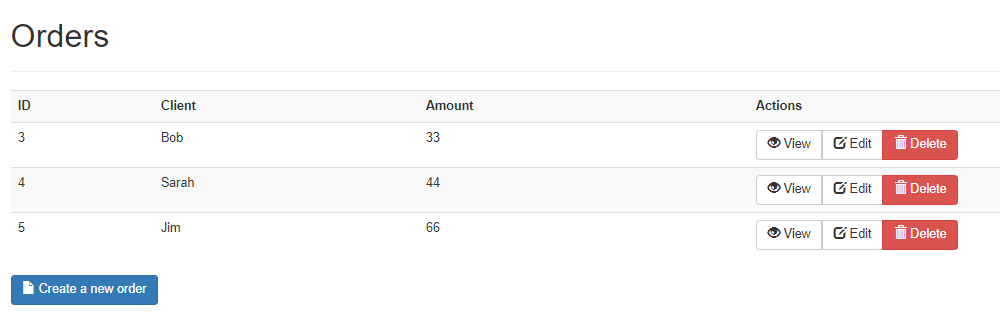 Orders
ID Client Amount Actions
3 Bob 33 View Edit Delete
4 Sarah 44 View Edit Delete
5 Jim 66 View Edit Delete
Create a new order